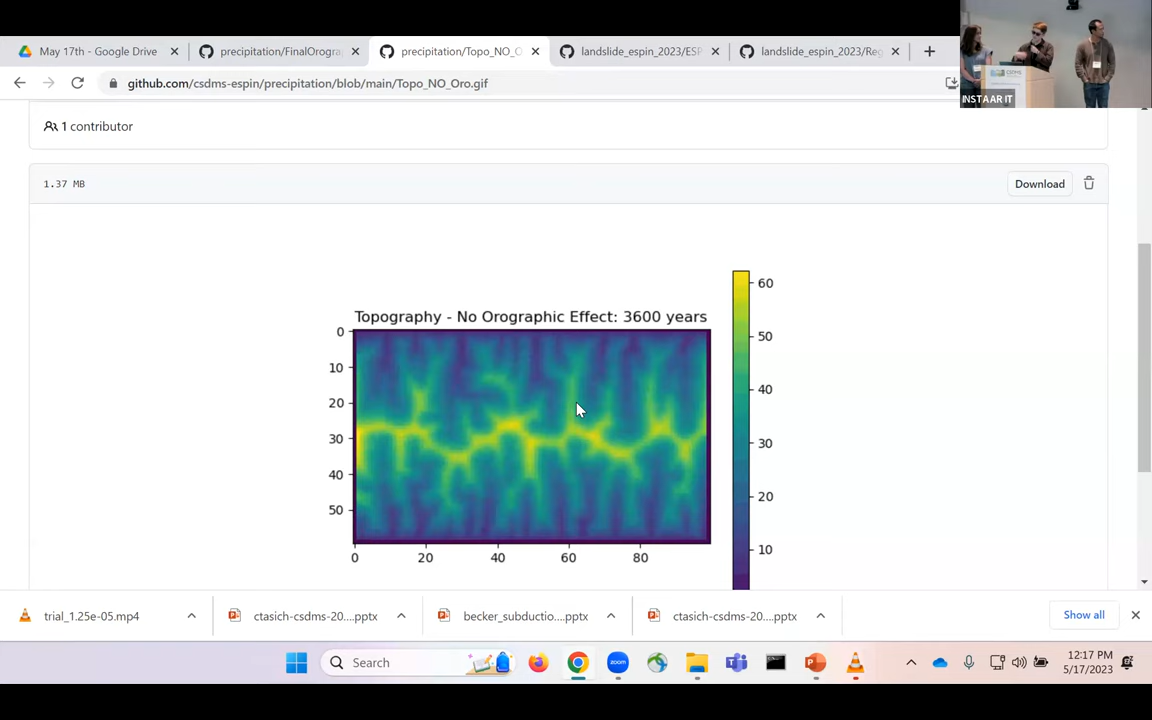 May 17th - Google Drive
precipitation/FinalOrogra
precipitation/Topo_NO_O
landslide_espin_2023/ESP
landslide_espin_2023/Reg
github.com/csdms-espin/precipitation/blob/main/Topo_NO_Oro.gif
INSTAAR IT
1 contributor
1.37 MB
Download
Topography - No Orographic Effect: 3600 years
0
10
20
30
40
50
0
20
40
60
80
60
50
40
30
20
10
trial_1.25e-05.mp4
ctasich-csdms-20....pptx
becker_subductio....pptx
ctasich-csdms-20....pptx
Show all
Search
zoom
12:17 PM
5/17/2023